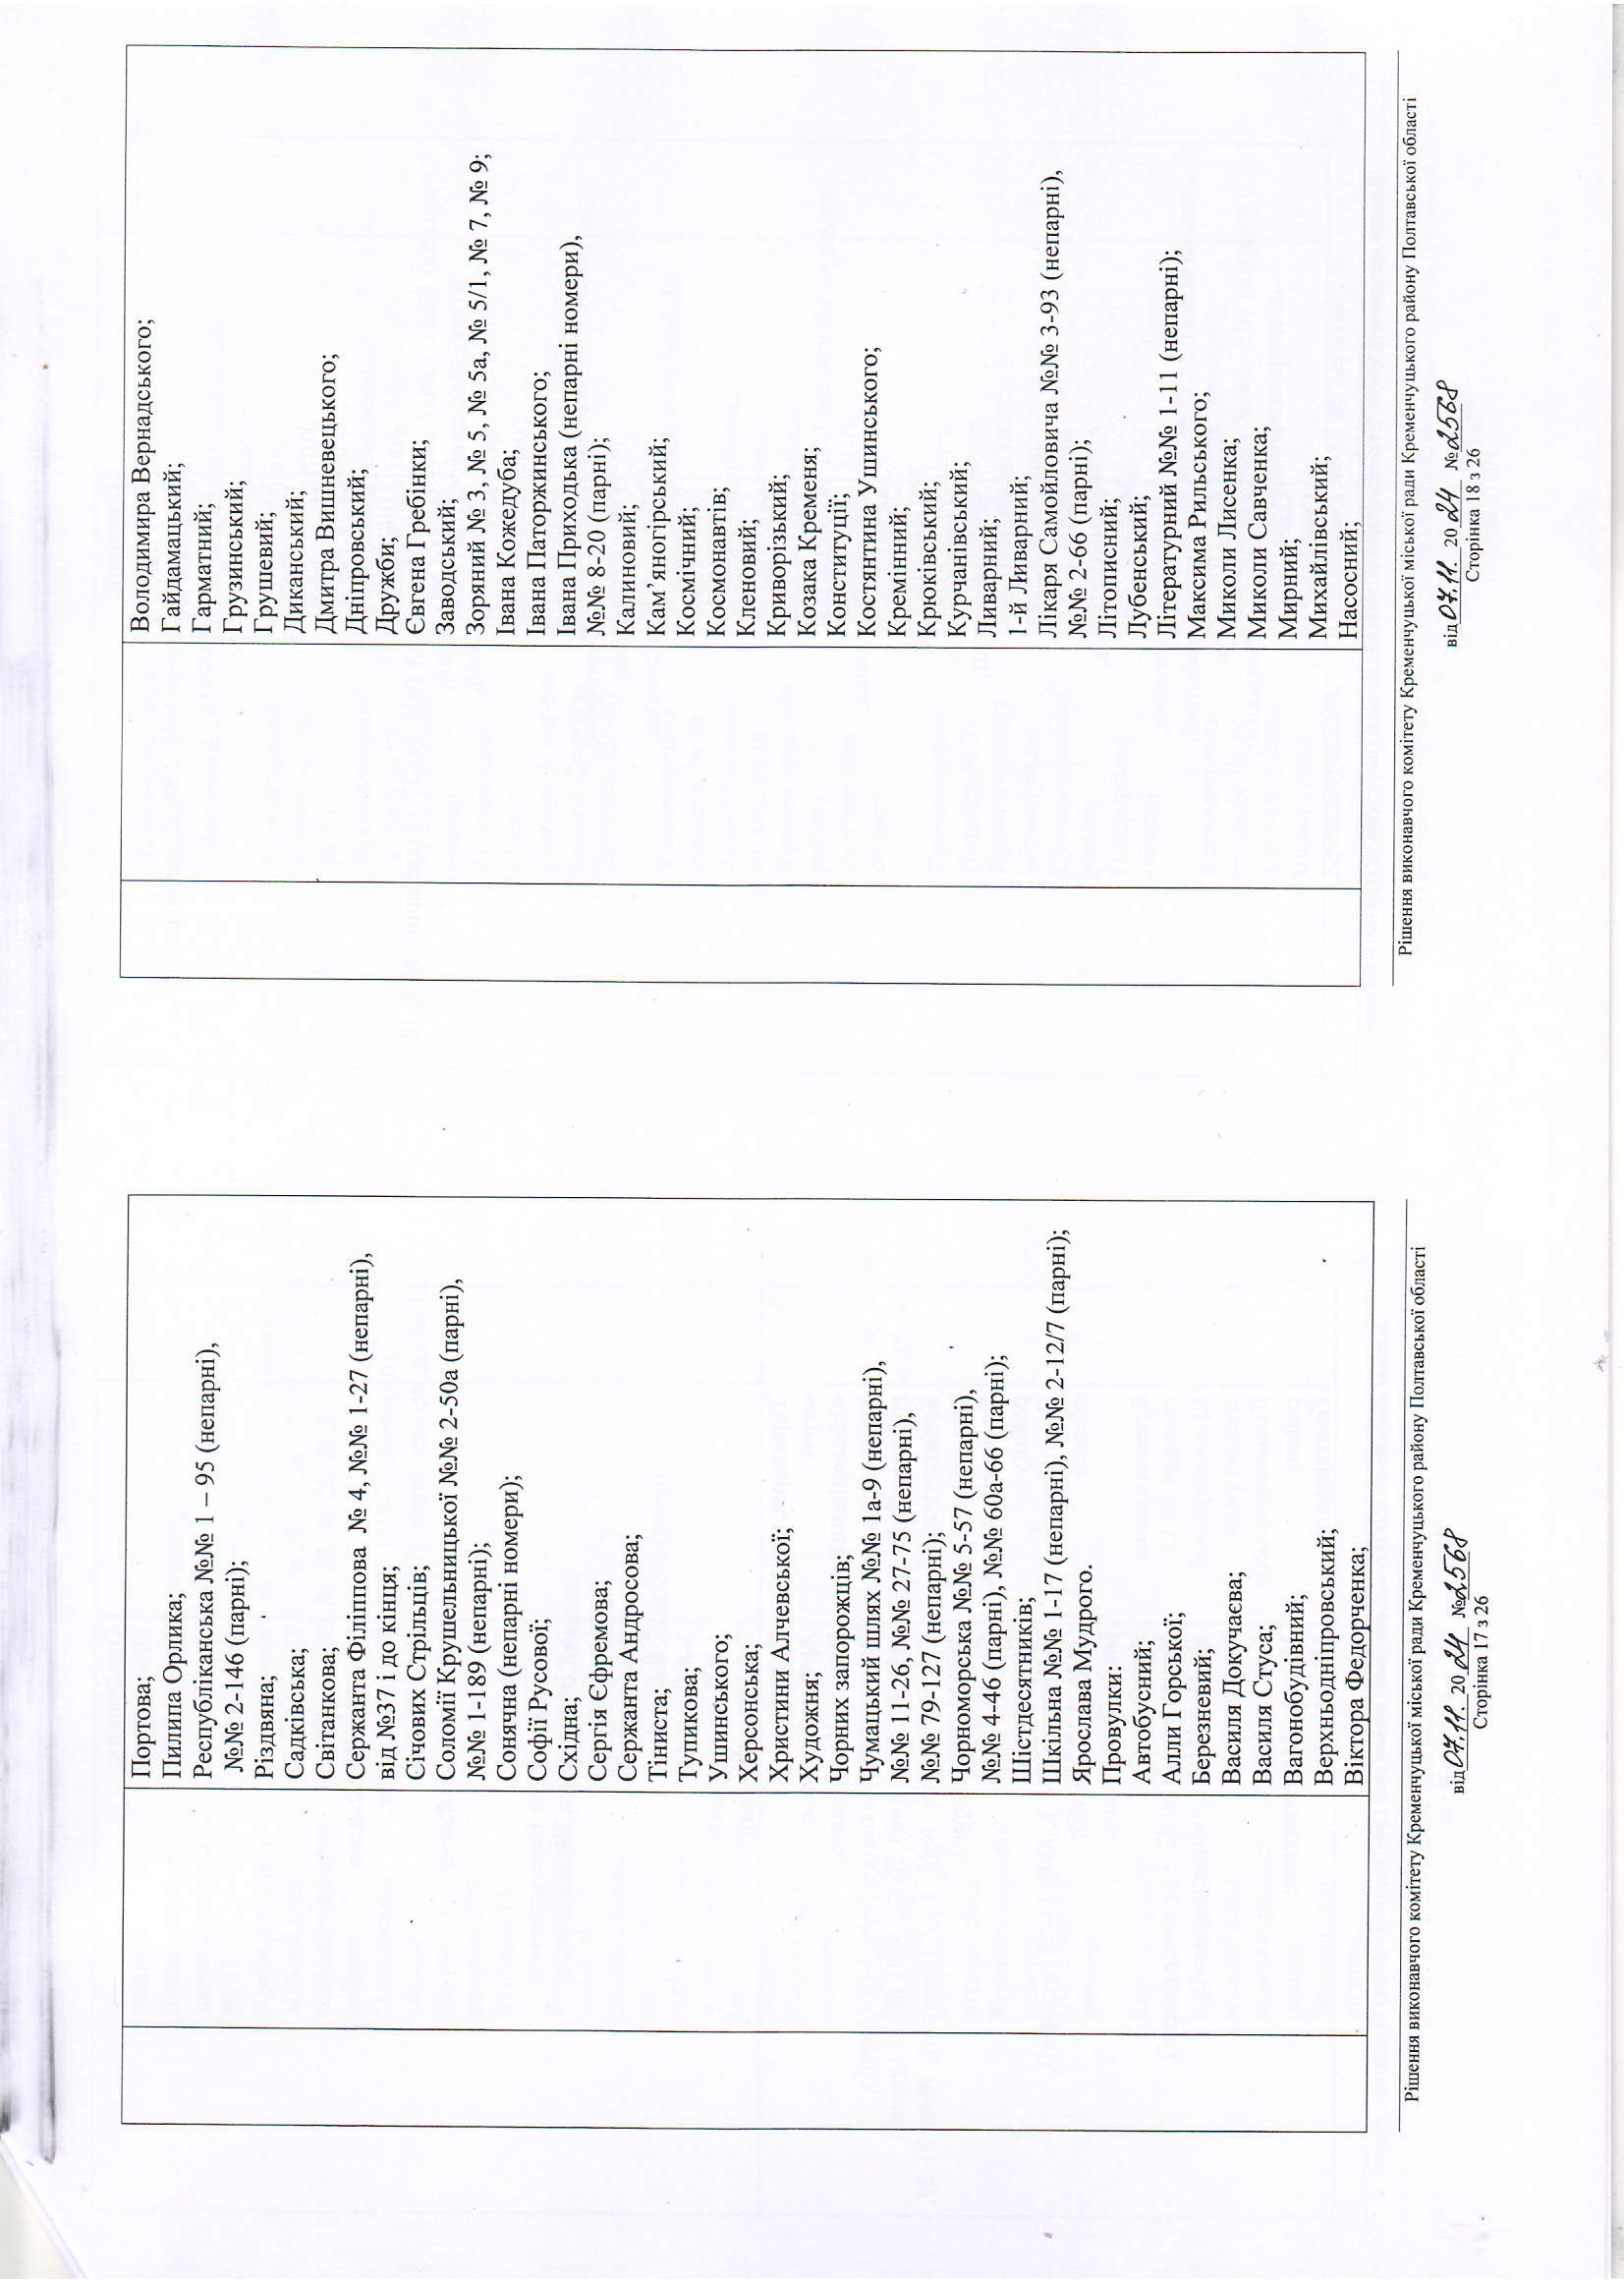 Портова;
Пилипа Орлика;
Республіканська №№ 1 – 95 (непарні),
№№ 2-146 (парні);
Різдвяна;
Садківська;
Світанкова;
Сержанта Філіппова № 4, №№ 1-27 (непарні),
від №37 і до кінця;
Січових Стрільців;
Соломії Крушельницької №№ 2-50а (парні),
№№ 1-189 (непарні);
Сонячна (непарні номери);
Софії Русової;
Східна;
Сергія Єфремова;
Сержанта Андросова;
Тіниста;
Тупикова;
Ушинського;
Херсонська;
Христини Алчевської;
Художня;
Чорних запорожців;
Чумацький шлях №№ 1а-9 (непарні),
№№ 11-26, №№ 27-75 (непарні),
№№ 79-127 (непарні);
Чорноморська №№ 5-57 (непарні),
№№ 4-46 (парні), №№ 60а-66 (парні);
Шістдесятників;
Шкільна №№ 1-17 (непарні), №№ 2-12/7 (парні);
Ярослава Мудрого.
Провулки:
Автобусний;
Алли Горської;
Березневий;
Василя Докучаєва;
Василя Стуса;
Вагонобудівний;
Верхньодніпровський;
Віктора Федорченка;
Рішення виконавчого комітету Кременчуцької міської ради Кременчуцького району Полтавської області
від 07.11. 20 24 № 2568
Сторінка 17 з 26
Володимира Вернадського;
Гайдамацький;
Гарматний;
Грузинський;
Грушевий;
Диканський;
Дмитра Вишневецького;
Дніпровський;
Дружби;
Євгена Гребінки;
Заводський;
Зоряний № 3, № 5, № 5а, № 5/1, № 7, № 9;
Івана Кожедуба;
Івана Паторжинського;
Івана Приходька (непарні номери),
№№ 8-20 (парні);
Калиновий;
Кам’яногірський;
Космічний;
Космонавтів;
Кленовий;
Криворізький;
Козака Кременя;
Конституції;
Костянтина Ушинського;
Кремінний;
Крюківський;
Курчанівський;
Ливарний;
1-й Ливарний;
Лікаря Самойловича №№ 3-93 (непарні),
№№ 2-66 (парні);
Літописний;
Лубенський;
Літературний №№ 1-11 (непарні);
Максима Рильського;
Миколи Лисенка;
Миколи Савченка;
Мирний;
Михайлівський;
Насосний;
Рішення виконавчого комітету Кременчуцької міської ради Кременчуцького району Полтавської області
від 07.11. 20 24 № 2568
Сторінка 18 з 26